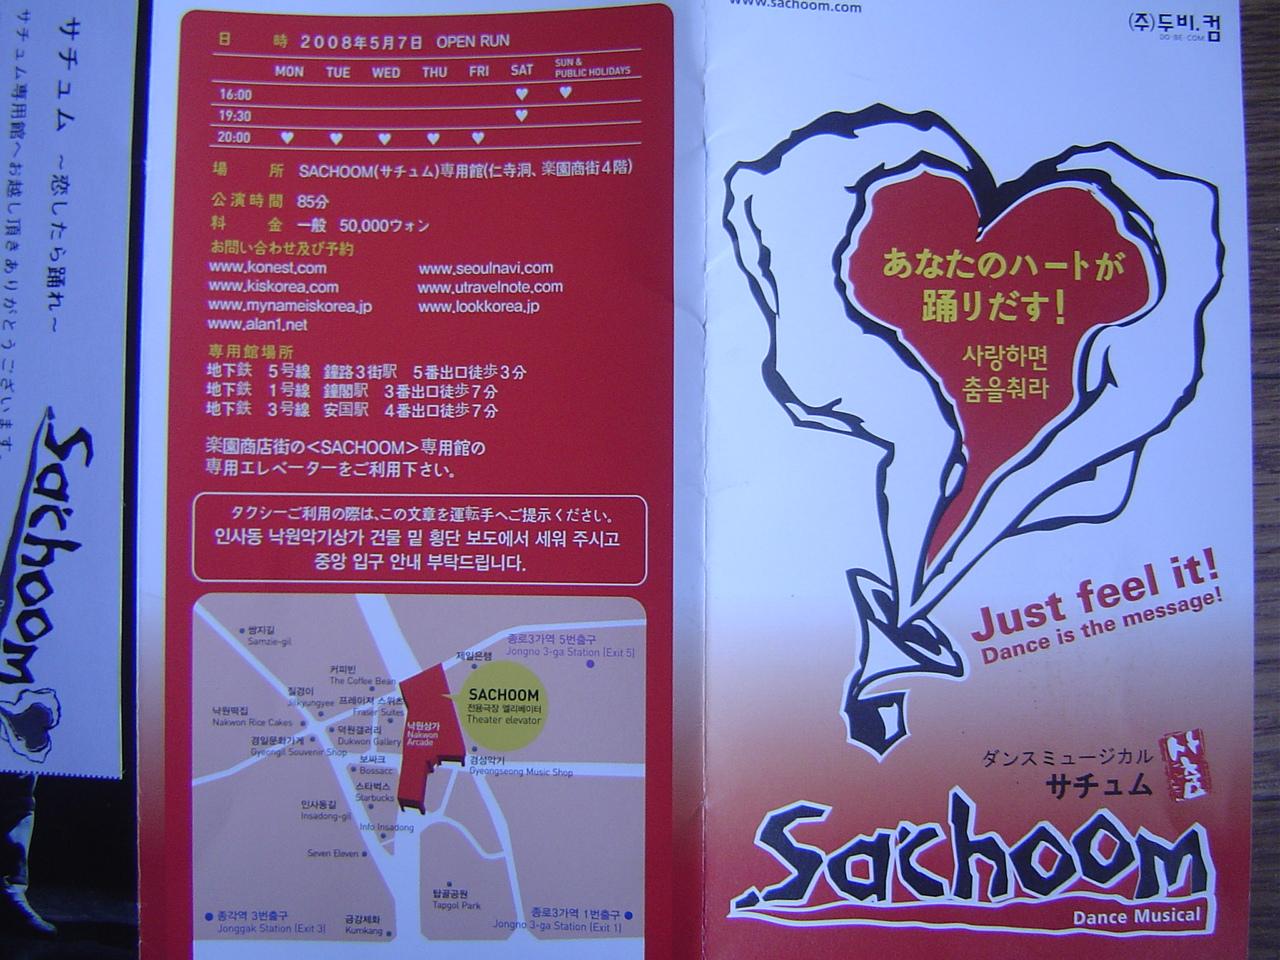 サチュム ～恋したら踊れ～
サチュム専用館へお越し頂きありがとうございます。
Sa'choom
日 時 2008年5月7日 OPEN RUN
MON TUE WED THU FRI SAT SUN & PUBLIC HOLIDAYS
16:00 ♥ ♥
19:30 ♥
20:00 ♥ ♥ ♥ ♥ ♥
場 所 SACHOOM(サチュム)専用館(仁寺洞、楽園商街4階)
公演時間 85分
料 金 一般 50,000ウォン
お問い合わせ及び予約
www.konest.com www.seoulnavi.com
www.kiskorea.com www.utravelnote.com
www.mynameiskorea.jp www.lookkorea.jp
www.alan1.net
専用館場所
地下鉄 5号線 鐘路3街駅 5番出口徒歩3分
地下鉄 1号線 鐘閣駅 3番出口徒歩7分
地下鉄 3号線 安国駅 4番出口徒歩7分
楽園商店街の<SACHOOM>専用館の
専用エレベーターをご利用下さい。
タクシーご利用の際は、この文章を運転手へご提示ください。
인사동 낙원악기상가 건물 밑 횡단 보도에서 세워 주시고
중앙 입구 안내 부탁드립니다.
쌈지길
Samzie-gil
종로3가역 5번출구
Jongno 3-ga Station (Exit 5)
제일은행
커피빈
The Coffee Bean
질경이
Jilkyungyee
프레이저 스위츠
Fraser Suites
SACHOOM
전용극장 엘리베이터
Theater elevator
낙원떡집
Nakwon Rice Cakes
낙원상가
Nakwon
Arcade
덕원갤러리
Dukwon Gallery
경일문화가게
Gyeongil Souvenir Shop
보싸크
Bossacc
경성악기
Gyeongseong Music Shop
스타벅스
Starbucks
인사동길
Insadong-gil
Info Insadong
Seven Eleven
탑골공원
Tapgol Park
종각역 3번출구
Jonggak Station (Exit 3)
금강제화
Kumkang
종로3가역 1번출구
Jongno 3-ga Station (Exit 1)
www.sachoom.com
(주)두비.컴
DO·BE·COM
あなたのハートが
踊りだす!
사랑하면
춤을춰라
Just feel it!
Dance is the message!
ダンスミュージカル
サチュム
사춤
Sa'choom
Dance Musical